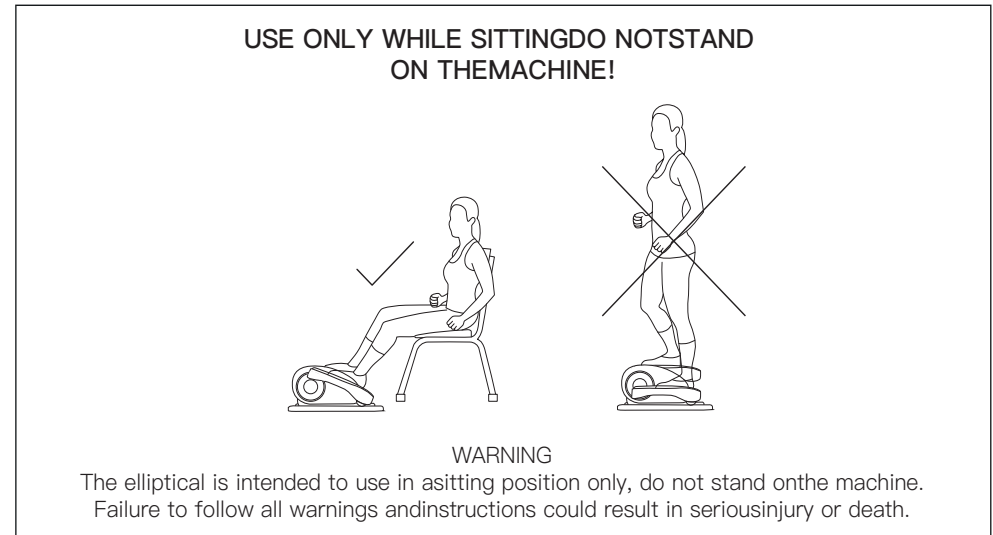 USE ONLY WHILE SITTINGDO NOTSTAND
ON THEMACHINE!
WARNING
The elliptical is intended to use in asitting position only, do not stand onthe machine.
Failure to follow all warnings andinstructions could result in seriousinjury or death.